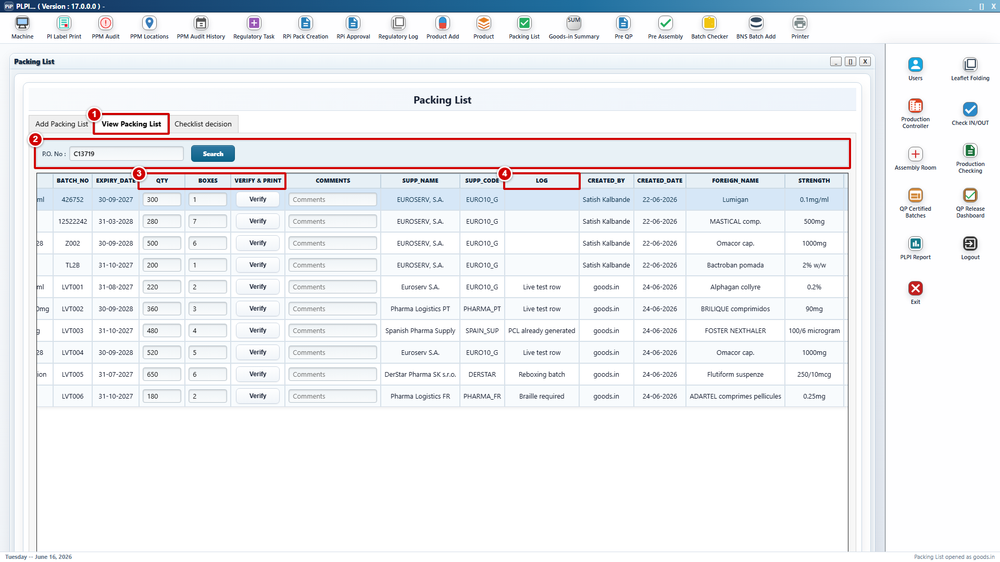 PiP PLPI... ( Version : 17.0.0.0 ) -
_ [] X
Machine
PI Label Print
PPM Audit
PPM Locations
PPM Audit History
Regulatory Task
RPi Pack Creation
RPi Approval
Regulatory Log
Product Add
Product
Packing List
SUM
Goods-in Summary
Pre QP
Pre Assembly
Batch Checker
BNS Batch Add
Printer
Packing List
_ [] X
Packing List
1
Add Packing List View Packing List Checklist decision
2
P.O. No : C13719 Search
3 4
BATCH_NO EXPIRY_DATE QTY BOXES VERIFY & PRINT COMMENTS SUPP_NAME SUPP_CODE LOG CREATED_BY CREATED_DATE FOREIGN_NAME STRENGTH
ml 426752 30-09-2027 300 1 Verify Comments EUROSERV, S.A. EURO10_G Satish Kalbande 22-06-2026 Lumigan 0.1mg/ml
12522242 31-03-2028 280 7 Verify Comments EUROSERV, S.A. EURO10_G Satish Kalbande 22-06-2026 MASTICAL comp. 500mg
28 Z002 30-09-2028 500 6 Verify Comments EUROSERV, S.A. EURO10_G Satish Kalbande 22-06-2026 Omacor cap. 1000mg
TL2B 31-10-2027 200 1 Verify Comments EUROSERV, S.A. EURO10_G Satish Kalbande 22-06-2026 Bactroban pomada 2% w/w
ml LVT001 31-08-2027 220 2 Verify Comments Euroserv S.A. EURO10_G Live test row goods.in 24-06-2026 Alphagan collyre 0.2%
0mg LVT002 30-09-2028 360 3 Verify Comments Pharma Logistics PT PHARMA_PT Live test row goods.in 24-06-2026 BRILIQUE comprimidos 90mg
g LVT003 31-10-2027 480 4 Verify Comments Spanish Pharma Supply SPAIN_SUP PCL already generated goods.in 24-06-2026 FOSTER NEXTHALER 100/6 microgram
28 LVT004 30-09-2028 520 5 Verify Comments Euroserv S.A. EURO10_G Live test row goods.in 24-06-2026 Omacor cap. 1000mg
ion LVT005 31-07-2027 650 6 Verify Comments DerStar Pharma SK s.r.o. DERSTAR Reboxing batch goods.in 24-06-2026 Flutiform suspenze 250/10mcg
LVT006 31-10-2027 180 2 Verify Comments Pharma Logistics FR PHARMA_FR Braille required goods.in 24-06-2026 ADARTEL comprimes pellicules 0.25mg
Users
Leaflet Folding
Production
Controller
Check IN/OUT
Assembly Room
Production
Checking
QP Certified
Batches
QP Release
Dashboard
PLPI Report
Logout
Exit
Tuesday -- June 16, 2026
Packing List opened as goods.in